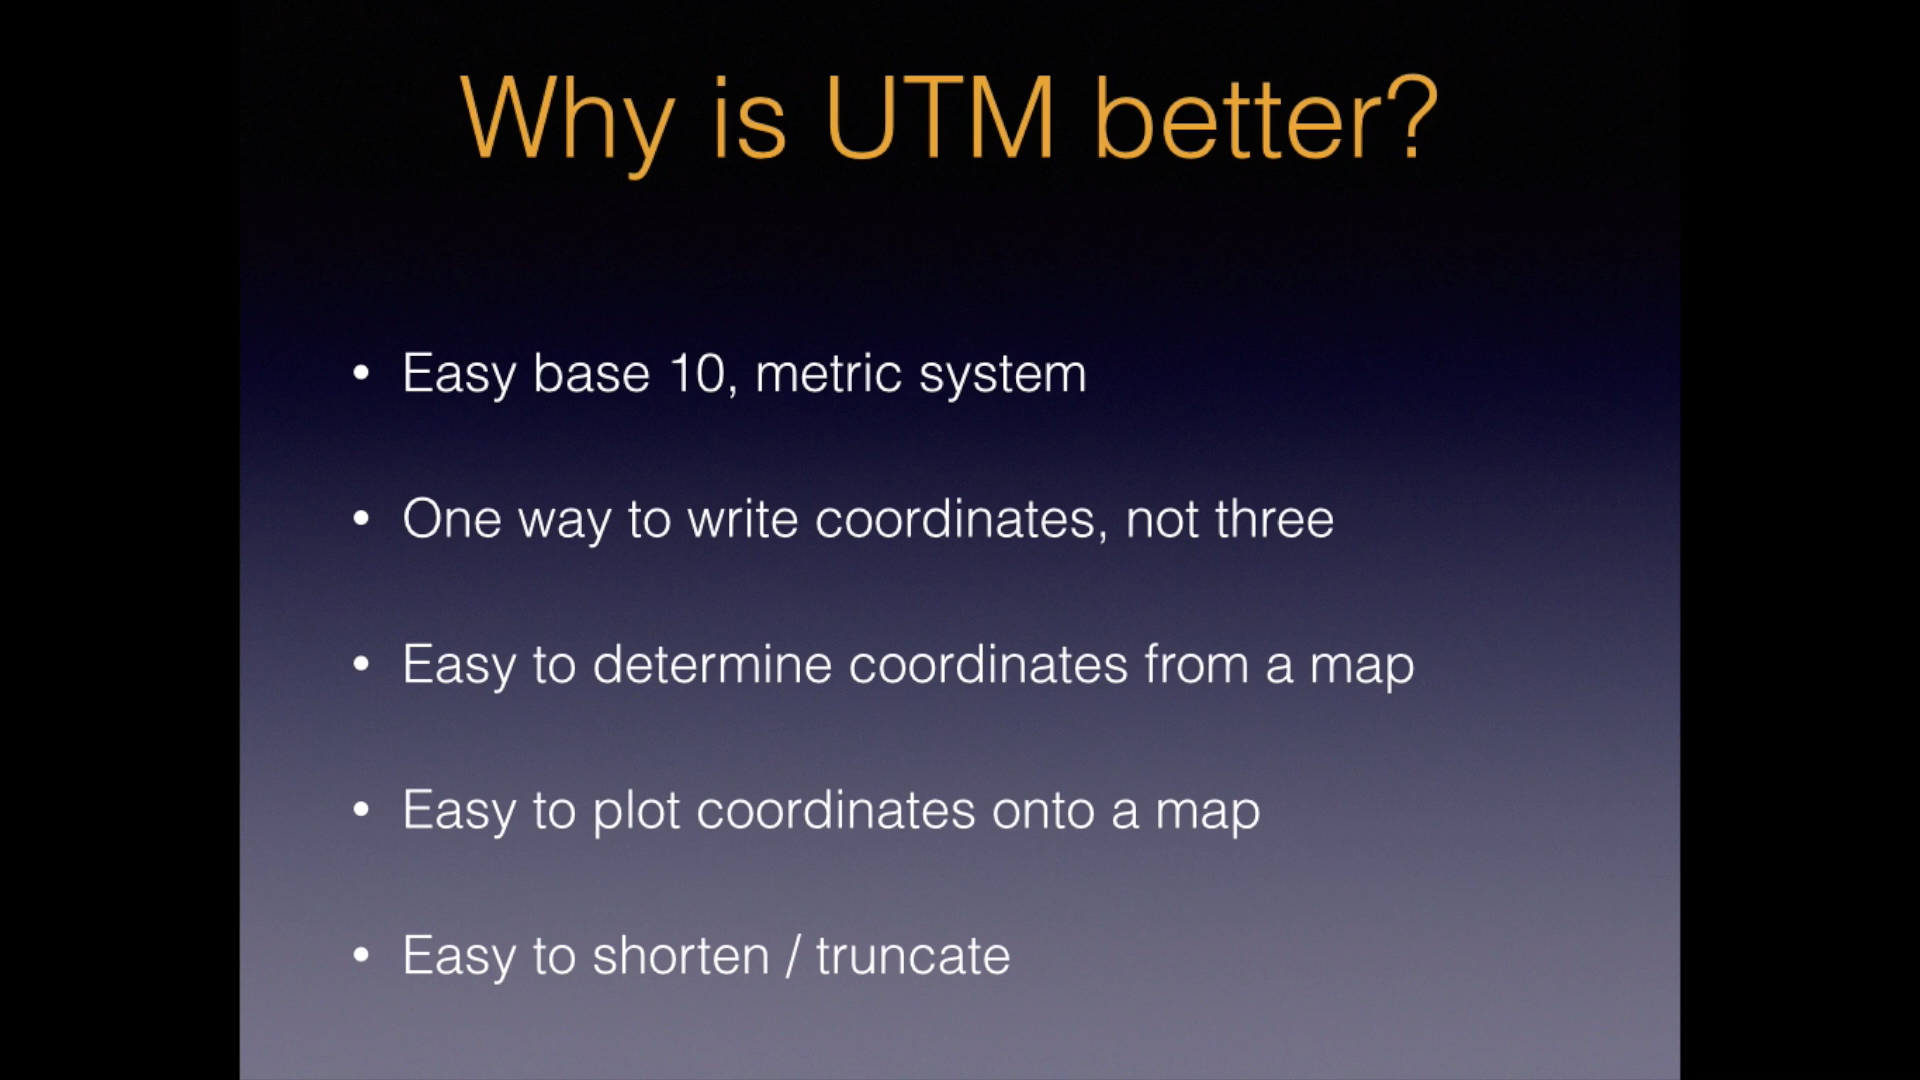 Why is UTM better?
• Easy base 10, metric system
• One way to write coordinates, not three
• Easy to determine coordinates from a map
• Easy to plot coordinates onto a map
• Easy to shorten / truncate